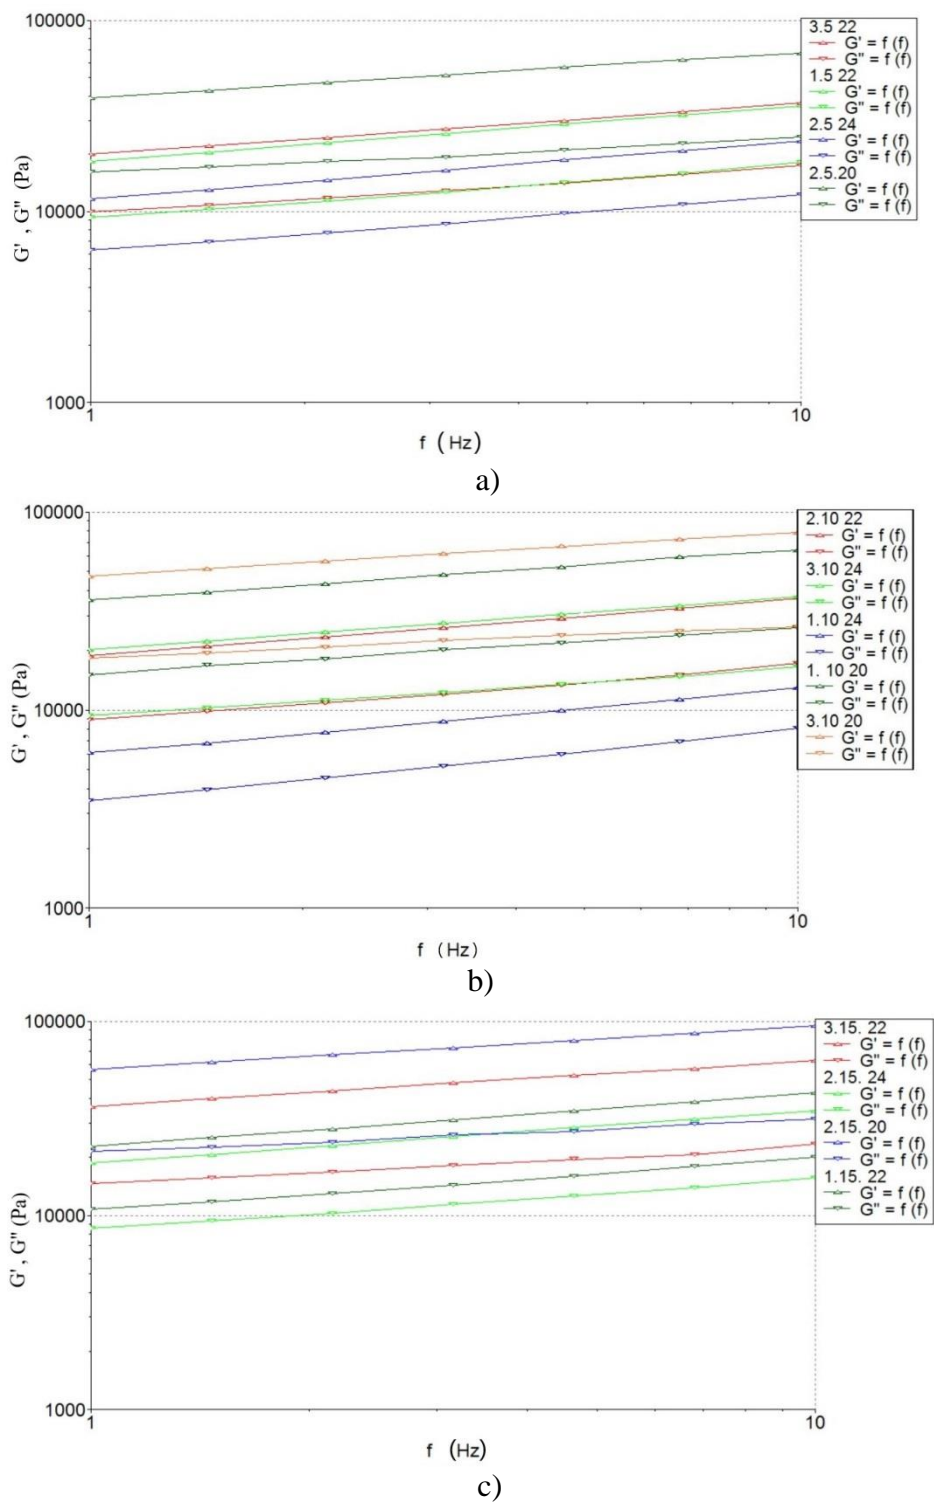 100000
10000
1000
G' , G" (Pa)
1
10
f ( Hz)
3.5 22
G' = f (f)
G" = f (f)
1.5 22
G' = f (f)
G" = f (f)
2.5 24
G' = f (f)
G" = f (f)
2.5.20
G' = f (f)
G" = f (f)
a)
100000
10000
1000
G' , G" (Pa)
1
10
f (Hz)
2.10 22
G' = f (f)
G" = f (f)
3.10 24
G' = f (f)
G" = f (f)
1.10 24
G' = f (f)
G" = f (f)
1. 10 20
G' = f (f)
G" = f (f)
3.10 20
G' = f (f)
G" = f (f)
b)
100000
10000
1000
G' , G" (Pa)
1
10
f (Hz)
3.15. 22
G' = f (f)
G" = f (f)
2.15. 24
G' = f (f)
G" = f (f)
2.15. 20
G' = f (f)
G" = f (f)
1.15. 22
G' = f (f)
G" = f (f)
c)